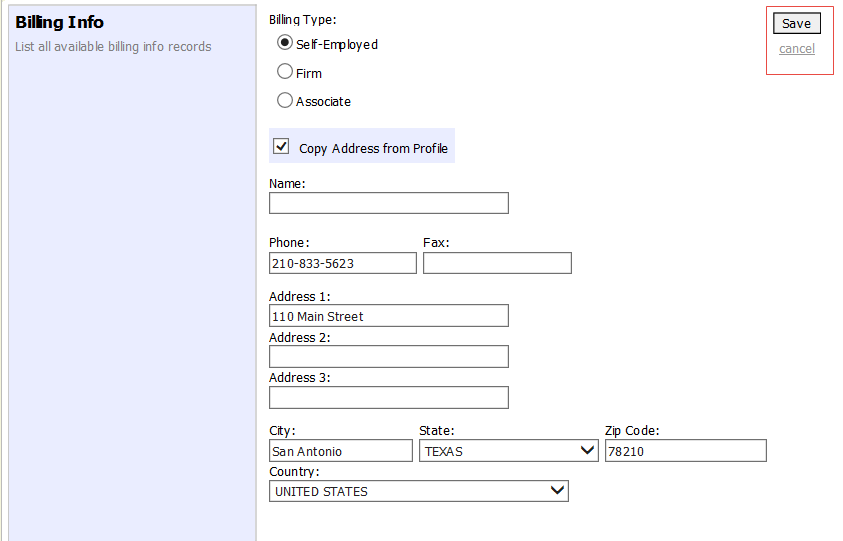 Billing Info
List all available billing info records
Billing Type:
Self-Employed
Firm
Associate
Save
cancel
Copy Address from Profile
Name:
Phone: Fax:
210-833-5623
Address 1:
110 Main Street
Address 2:
Address 3:
City: State: Zip Code:
San Antonio TEXAS 78210
Country:
UNITED STATES